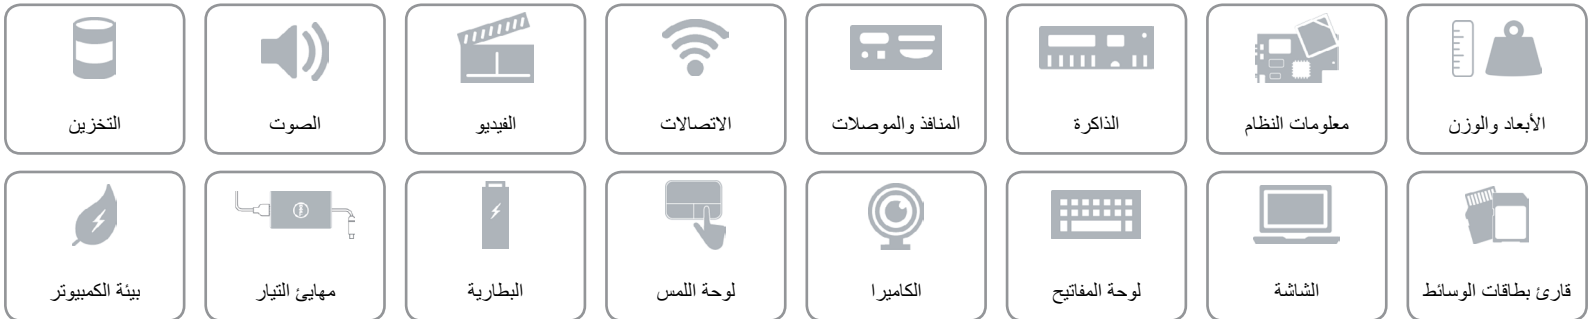 الأبعاد والوزن
معلومات النظام
الذاكرة
المنافذ والموصلات
الاتصالات
الفيديو
الصوت
التخزين
قارئ بطاقات الوسائط
الشاشة
لوحة المفاتيح
الكاميرا
لوحة اللمس
البطارية
مهايئ التيار
بيئة الكمبيوتر